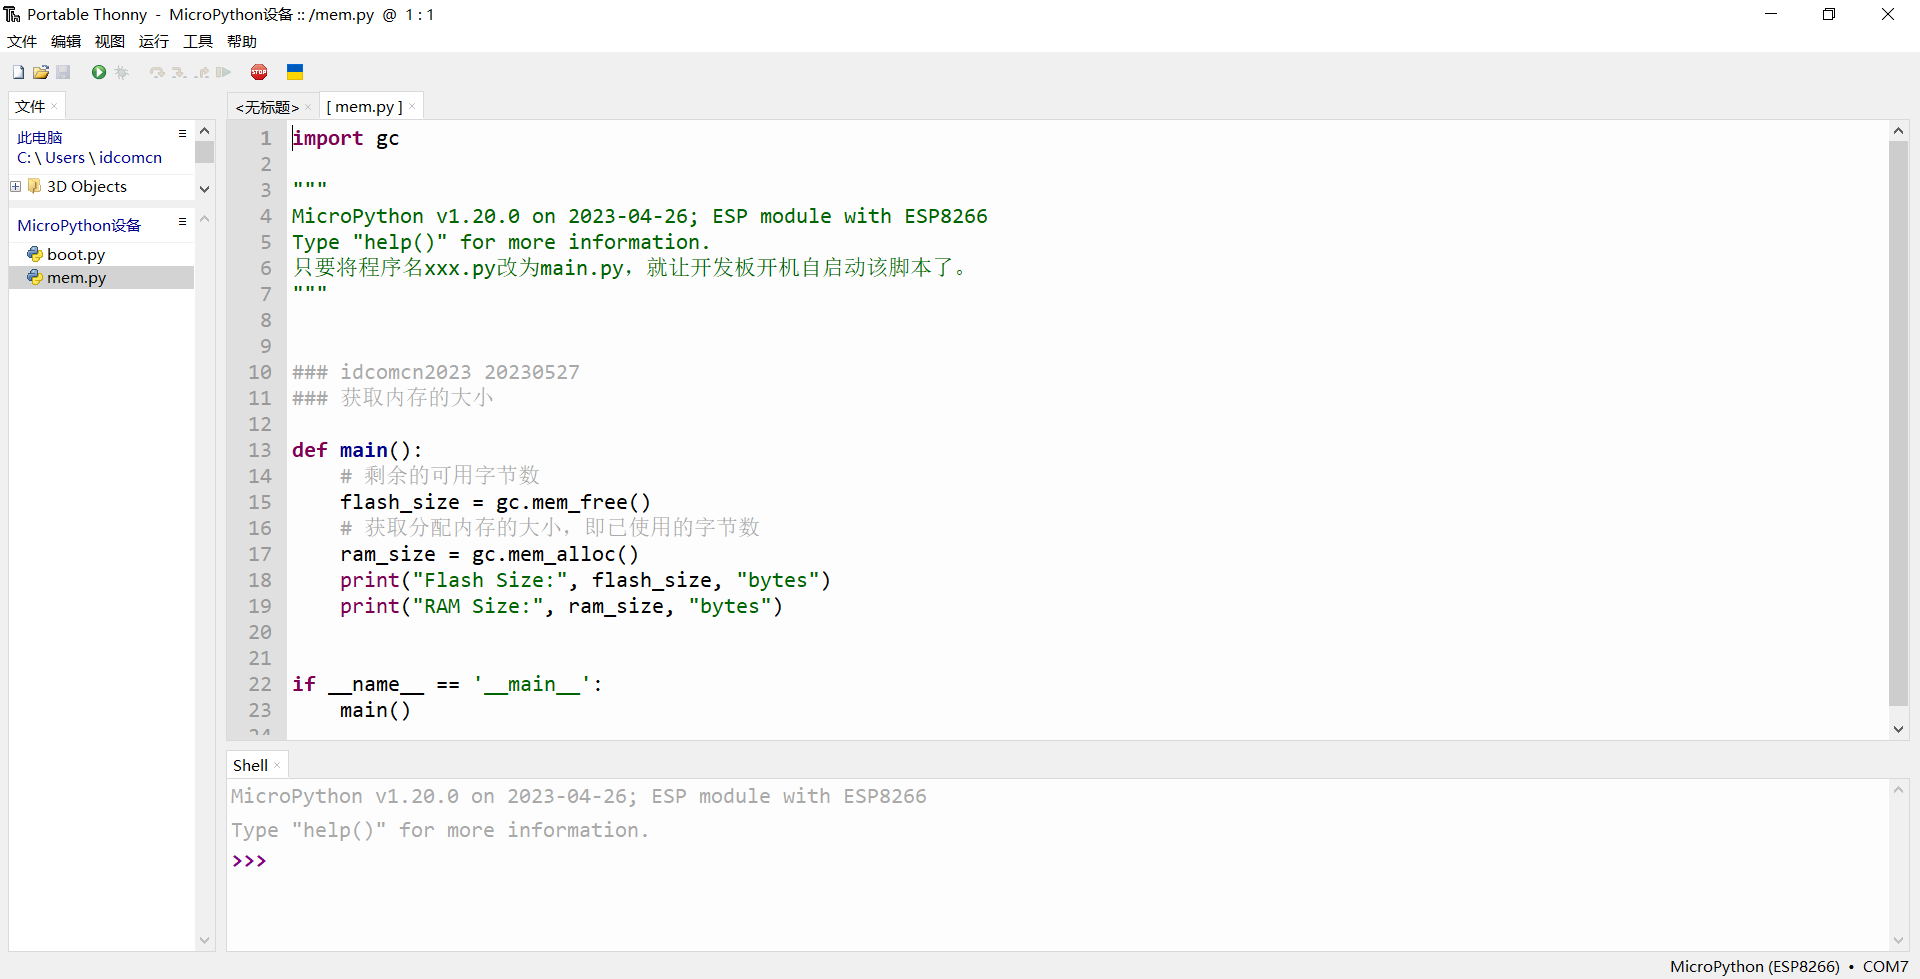 Portable Thonny - MicroPython设备 :: /mem.py @ 1 : 1
文件 编辑 视图 运行 工具 帮助
STOP
文件
此电脑
C: \ Users \ idcomcn
3D Objects
MicroPython设备
boot.py
mem.py
<无标题> [ mem.py ]
1 import gc
2
3 """
4 MicroPython v1.20.0 on 2023-04-26; ESP module with ESP8266
5 Type "help()" for more information.
6 只要将程序名xxx.py改为main.py，就让开发板开机自启动该脚本了。
7 """
8
9
10 ### idcomcn2023 20230527
11 ### 获取内存的大小
12
13 def main():
14     # 剩余的可用字节数
15     flash_size = gc.mem_free()
16     # 获取分配内存的大小，即已使用的字节数
17     ram_size = gc.mem_alloc()
18     print("Flash Size:", flash_size, "bytes")
19     print("RAM Size:", ram_size, "bytes")
20
21
22 if __name__ == '__main__':
23     main()
24
Shell
MicroPython v1.20.0 on 2023-04-26; ESP module with ESP8266
Type "help()" for more information.
>>>
MicroPython (ESP8266) • COM7